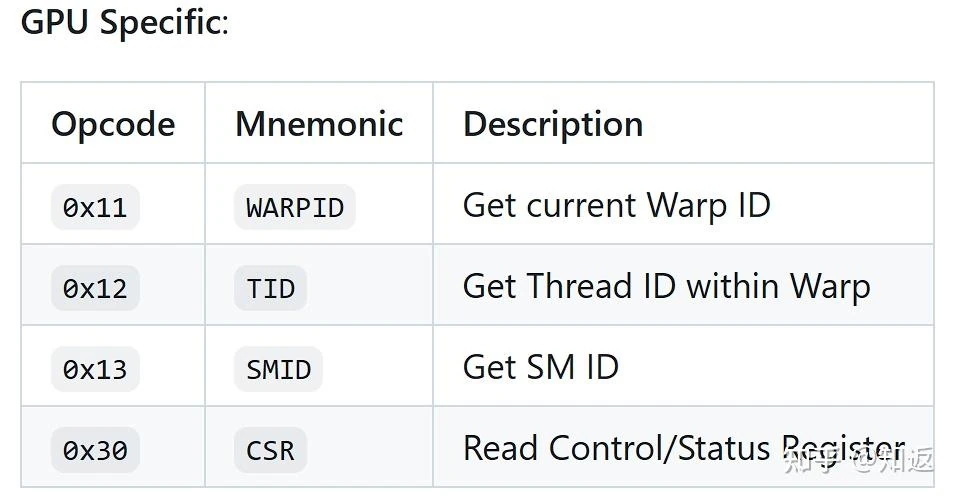 GPU Specific:
Opcode Mnemonic Description
0x11 WARPID Get current Warp ID
0x12 TID Get Thread ID within Warp
0x13 SMID Get SM ID
0x30 CSR Read Control/Status Register
知乎 @知返